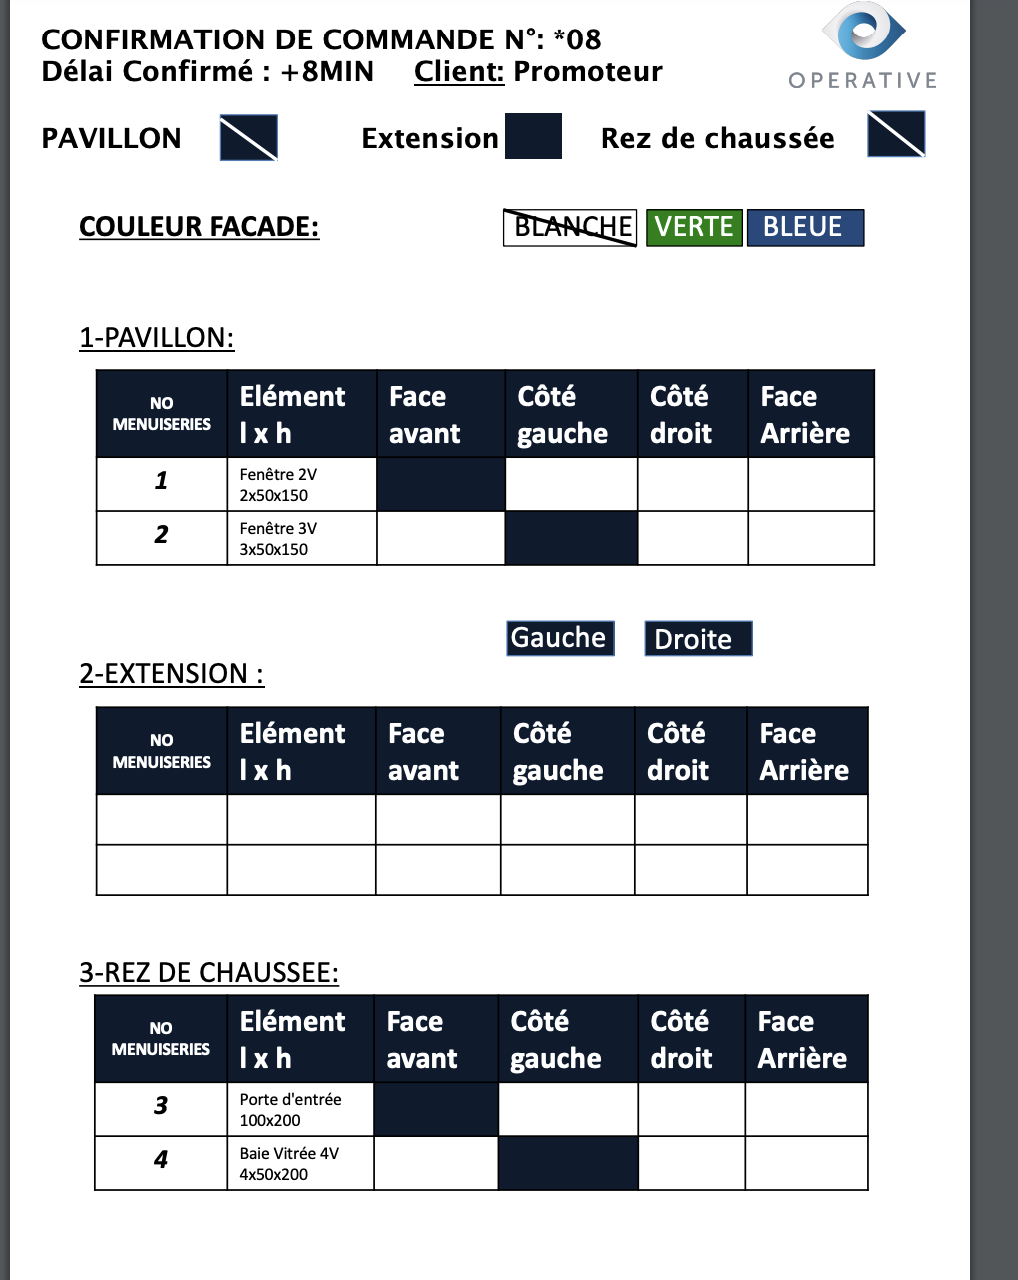 CONFIRMATION DE COMMANDE N°: *08
Délai Confirmé : +8MIN Client: Promoteur
OPERATIVE
PAVILLON Extension Rez de chaussée
COULEUR FACADE: BLANCHE VERTE BLEUE
1-PAVILLON:
NO MENUISERIES Elément l x h Face avant Côté gauche Côté droit Face Arrière
1 Fenêtre 2V 2x50x150
2 Fenêtre 3V 3x50x150
Gauche Droite
2-EXTENSION :
NO MENUISERIES Elément l x h Face avant Côté gauche Côté droit Face Arrière
3-REZ DE CHAUSSEE:
NO MENUISERIES Elément l x h Face avant Côté gauche Côté droit Face Arrière
3 Porte d'entrée 100x200
4 Baie Vitrée 4V 4x50x200